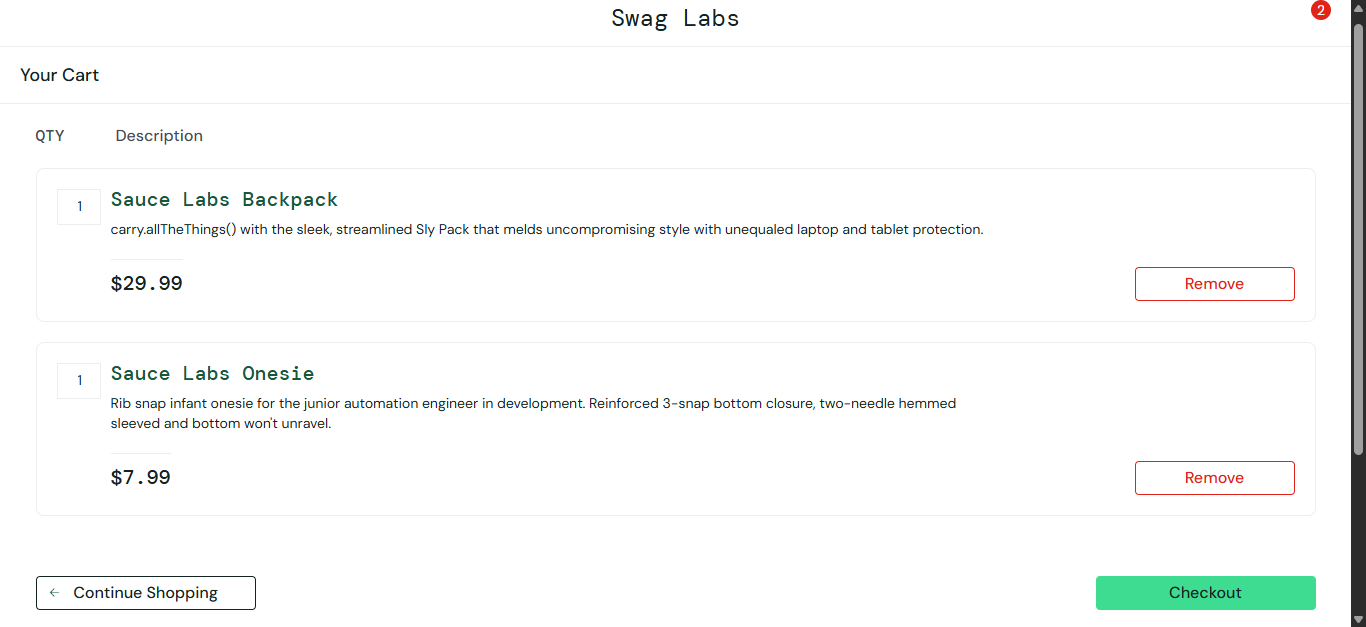 Swag Labs
2
Your Cart
QTY Description
1
Sauce Labs Backpack
carry.allTheThings() with the sleek, streamlined Sly Pack that melds uncompromising style with unequaled laptop and tablet protection.
$29.99
Remove
1
Sauce Labs Onesie
Rib snap infant onesie for the junior automation engineer in development. Reinforced 3-snap bottom closure, two-needle hemmed
sleeved and bottom won't unravel.
$7.99
Remove
Continue Shopping
Checkout